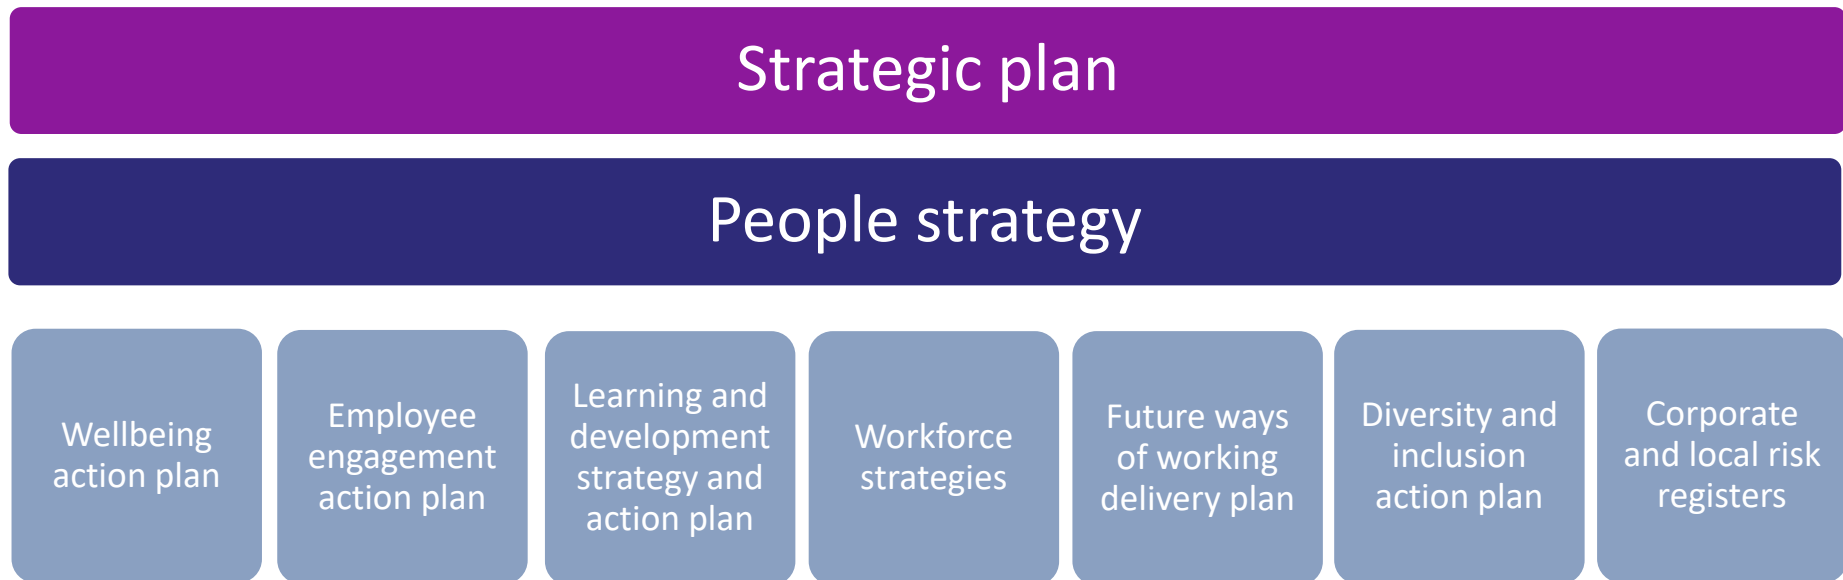 Strategic plan
People strategy
Wellbeing
action plan
Employee
engagement
action plan
Learning and
development
strategy and
action plan
Workforce
strategies
Future ways
of working
delivery plan
Diversity and
inclusion
action plan
Corporate
and local risk
registers